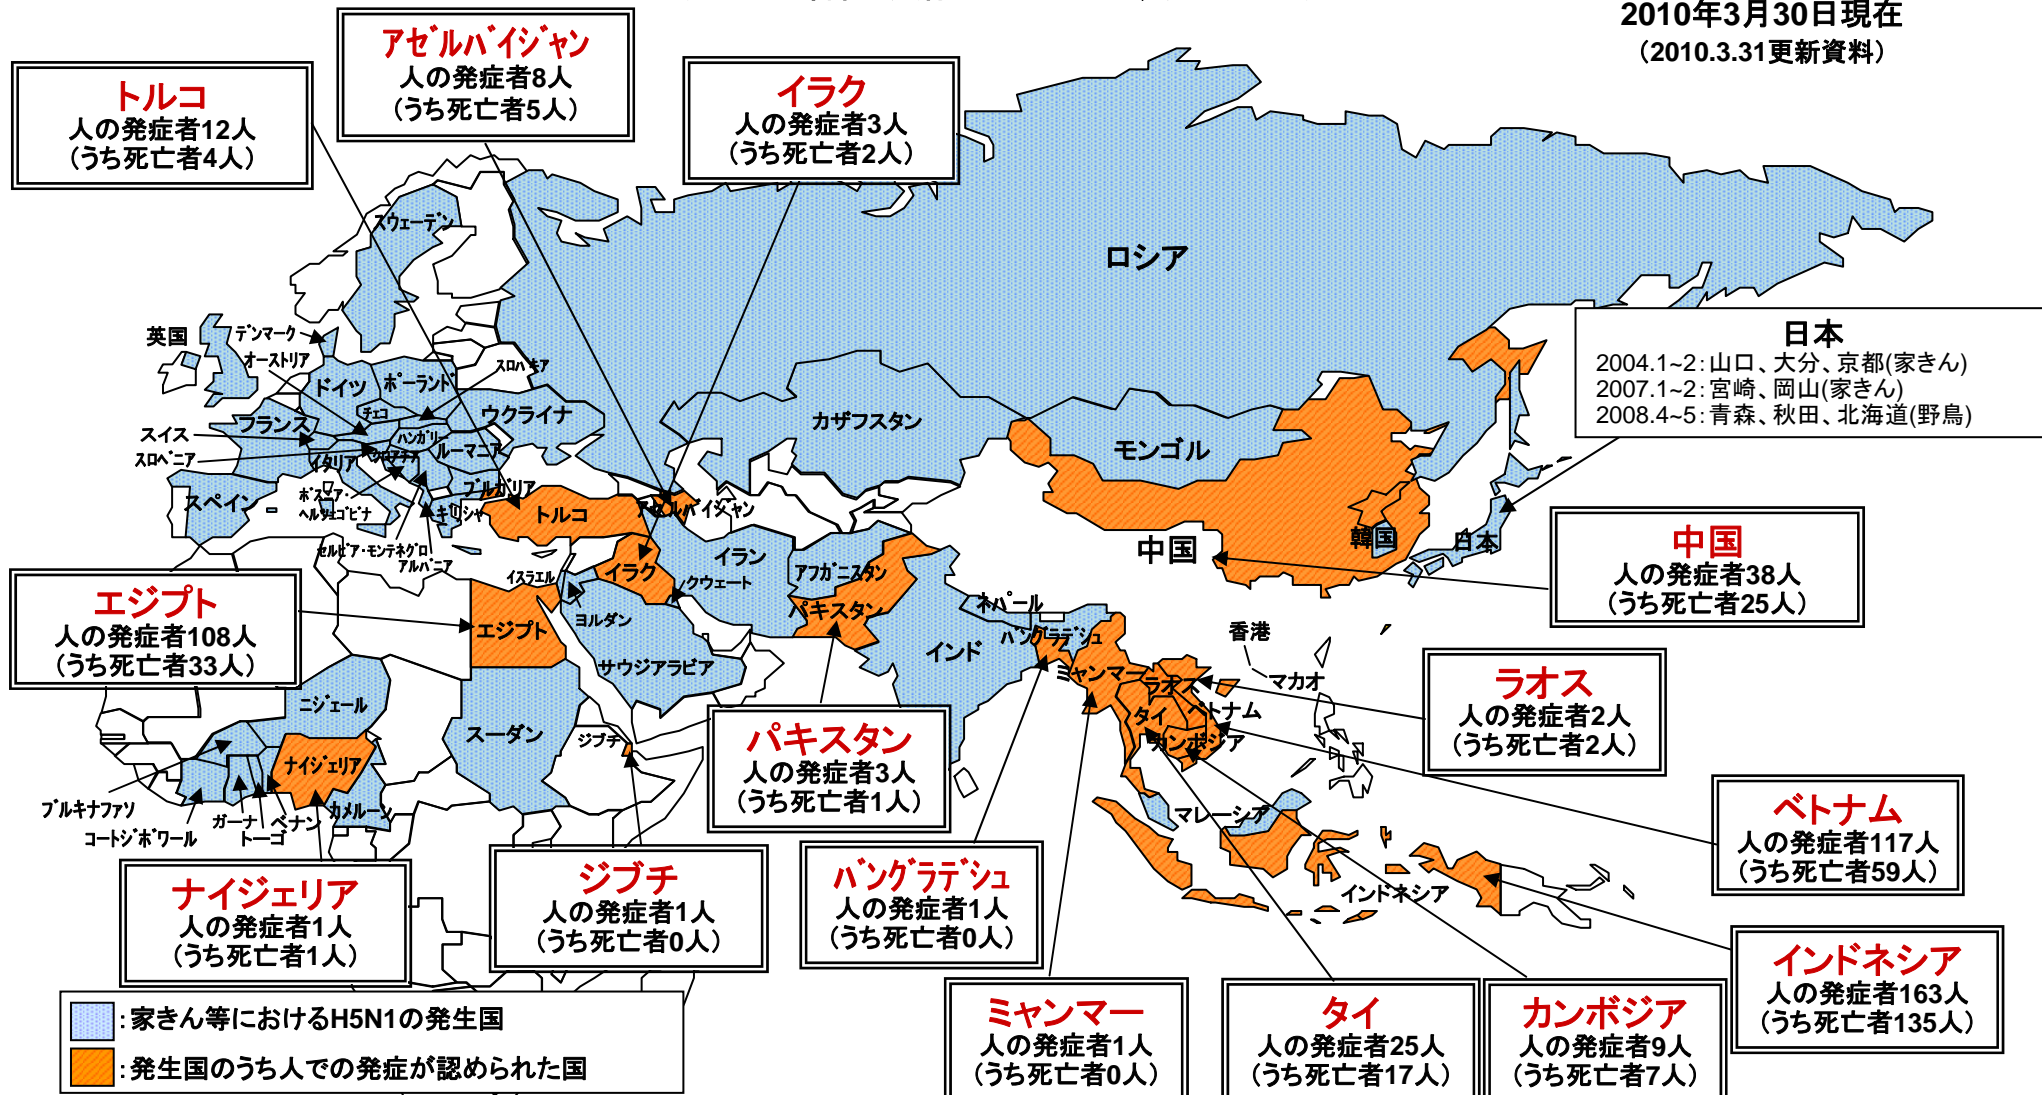 2010年3月30日現在
（2010.3.31更新資料）
アゼルバイジャン
人の発症者8人
（うち死亡者5人）
トルコ
人の発症者12人
（うち死亡者4人）
イラク
人の発症者3人
（うち死亡者2人）
スウェーデン
ロシア
英国
デンマーク
オーストリア
スロバキア
ドイツ
ポーランド
チェコ
ウクライナ
フランス
スイス
ハンガリー
ルーマニア
スロベニア
イタリア
クロアチア
ボスニア・
ヘルツェゴビナ
ブルガリア
スペイン
ギリシャ
セルビア・モンテネグロ
アルバニア
トルコ
アゼルバイジャン
カザフスタン
モンゴル
日本
2004.1~2：山口、大分、京都(家きん)
2007.1~2：宮崎、岡山(家きん)
2008.4~5：青森、秋田、北海道(野鳥)
中国
韓国
日本
中国
人の発症者38人
（うち死亡者25人）
イスラエル
イラク
クウェート
イラン
アフガニスタン
パキスタン
ヨルダン
サウジアラビア
エジプト
エジプト
人の発症者108人
（うち死亡者33人）
ネパール
バングラデシュ
インド
ミャンマー
ラオス
タイ
ベトナム
カンボジア
香港
マカオ
ラオス
人の発症者2人
（うち死亡者2人）
ニジェール
スーダン
ジブチ
ナイジェリア
カメルーン
ブルキナファソ
コートジボワール
ガーナ
トーゴ
ベナン
パキスタン
人の発症者3人
（うち死亡者1人）
マレーシア
インドネシア
ベトナム
人の発症者117人
（うち死亡者59人）
ナイジェリア
人の発症者1人
（うち死亡者1人）
ジブチ
人の発症者1人
（うち死亡者0人）
バングラデシュ
人の発症者1人
（うち死亡者0人）
インドネシア
人の発症者163人
（うち死亡者135人）
ミャンマー
人の発症者1人
（うち死亡者0人）
タイ
人の発症者25人
（うち死亡者17人）
カンボジア
人の発症者9人
（うち死亡者7人）
：家きん等におけるH5N1の発生国
：発生国のうち人での発症が認められた国